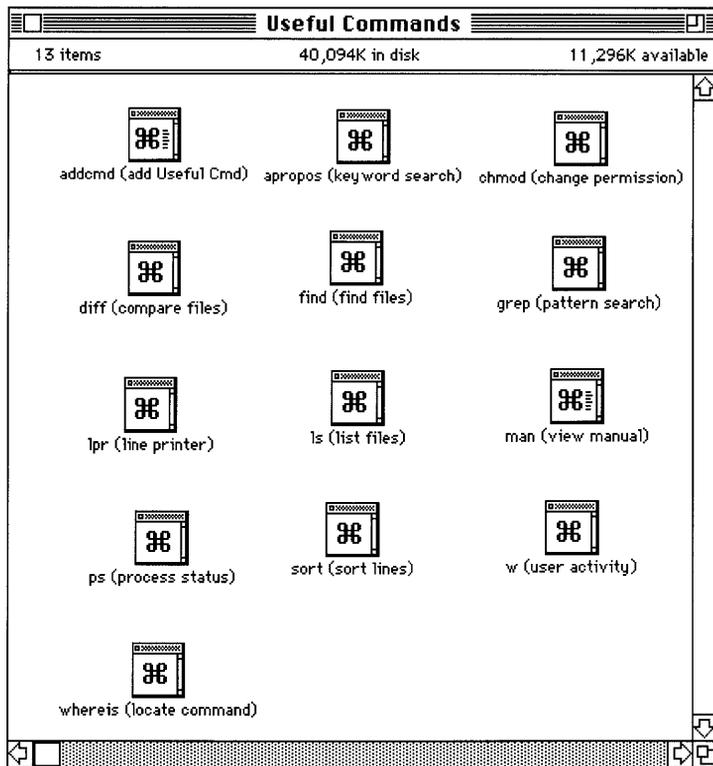 Useful Commands
13 items 40,094K in disk 11,296K available
addcmd (add Useful Cmd) apropos (keyword search) chmod (change permission)
diff (compare files) find (find files) grep (pattern search)
lpr (line printer) ls (list files) man (view manual)
ps (process status) sort (sort lines) w (user activity)
whereis (locate command)